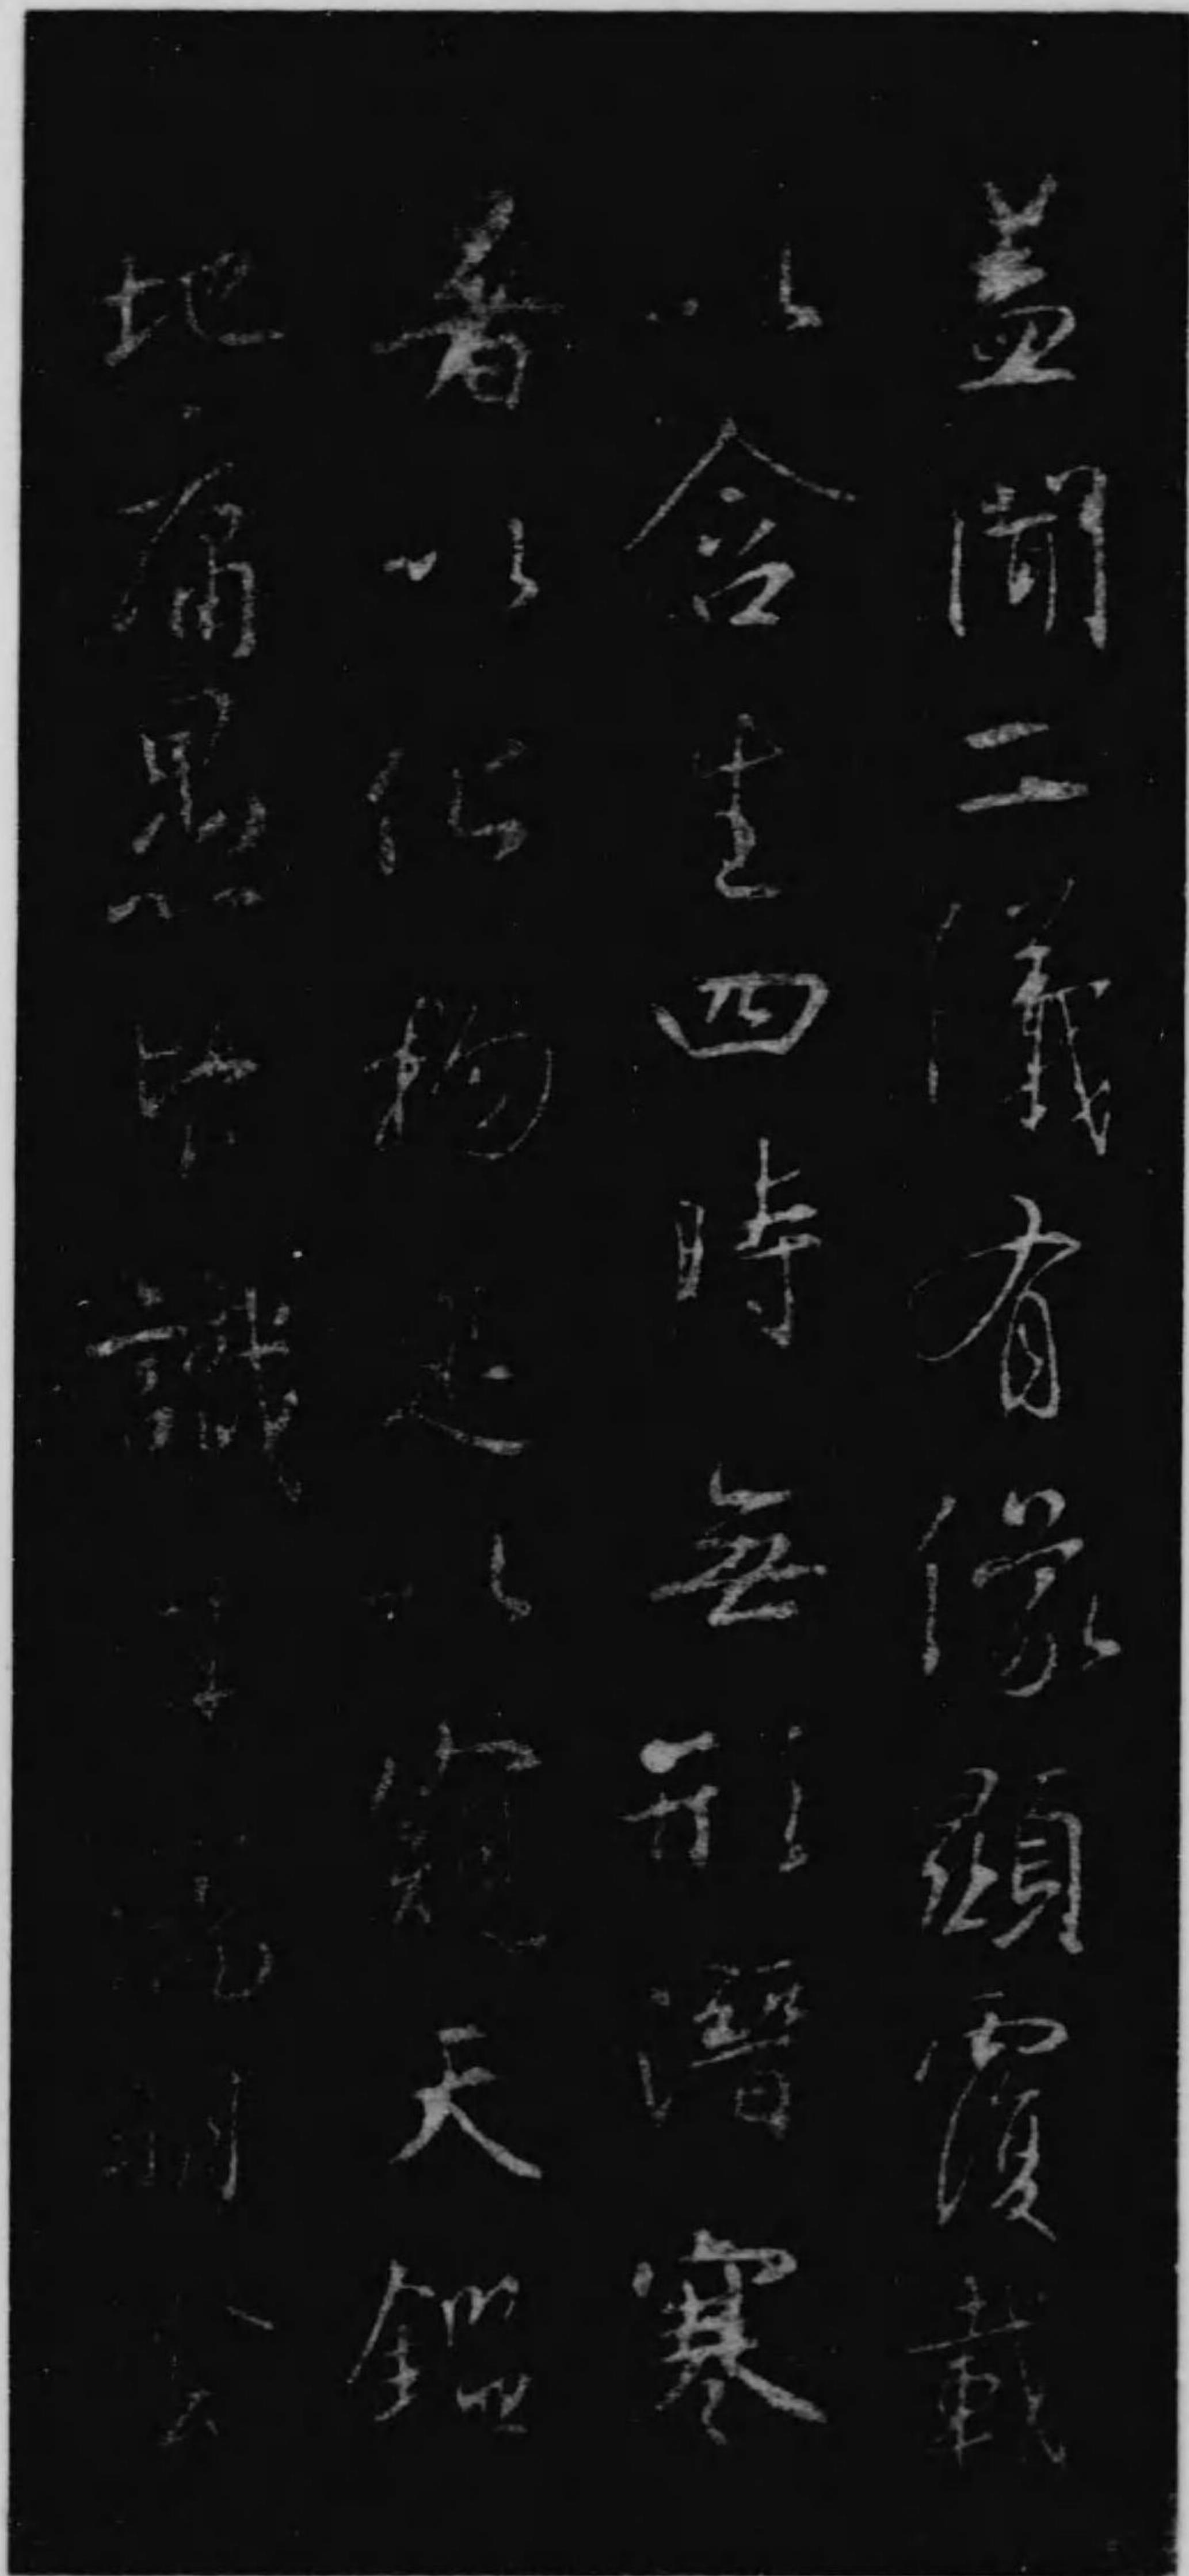 蓋聞二儀有像顯覆載
以含生四時無形潛寒
暑以化物是以窺天鑑
地庸愚皆識